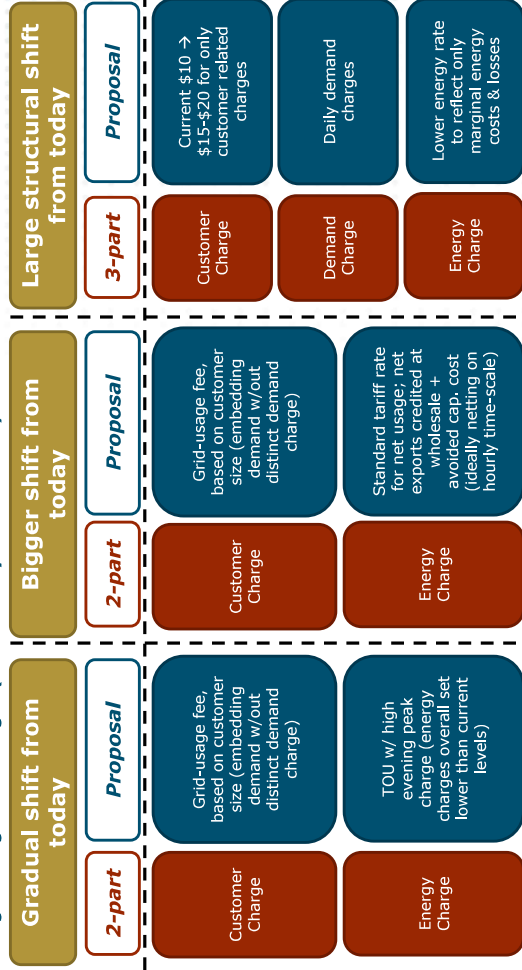 Gradual shift from
today
2-part
Proposal
Customer
Charge
Grid-usage fee,
based on customer
size (embedding
demand w/out
distinct demand
charge)
Energy
Charge
TOU w/ high
evening peak
charge (energy
charges overall set
lower than current
levels)
Bigger shift from
today
2-part
Proposal
Customer
Charge
Grid-usage fee,
based on customer
size (embedding
demand w/out
distinct demand
charge)
Energy
Charge
Standard tariff rate
for net usage; net
exports credited at
wholesale +
avoided cap. cost
(ideally netting on
hourly time-scale)
Large structural shift
from today
3-part
Proposal
Customer
Charge
Current $10 →
$15-$20 for only
customer related
charges
Demand
Charge
Daily demand
charges
Energy
Charge
Lower energy rate
to reflect only
marginal energy
costs & losses